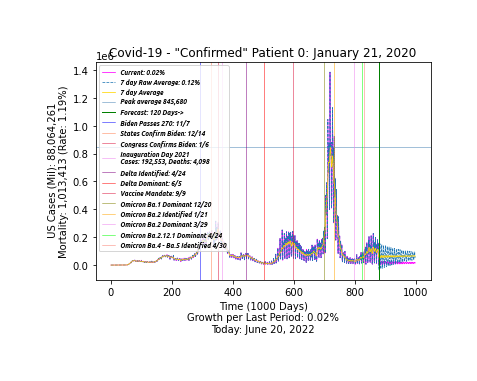 Covid-19 - "Confirmed" Patient 0: January 21, 2020
1e6
Current: 0.02%
7 day Raw Average: 0.12%
7 day Average
Peak average 845,680
Forecast: 120 Days->
Biden Passes 270: 11/7
States Confirm Biden: 12/14
Congress Confirms Biden: 1/6
Inauguration Day 2021
Cases: 192,553, Deaths: 4,098
Delta Identified: 4/24
Delta Dominant: 6/5
Vaccine Mandate: 9/9
Omicron Ba.1 Dominant 12/20
Omicron Ba.2 Identified 1/21
Omicron Ba.2 Dominant 3/29
Omicron Ba.2.12.1 Dominant 4/24
Omicron Ba.4 - Ba.5 Identified 4/30
1.4
1.2
1.0
0.8
0.6
0.4
0.2
0.0
US Cases (Mil): 88,064,261
Mortality: 1,013,413 (Rate: 1.19%)
0 200 400 600 800 1000
Time (1000 Days)
Growth per Last Period: 0.02%
Today: June 20, 2022